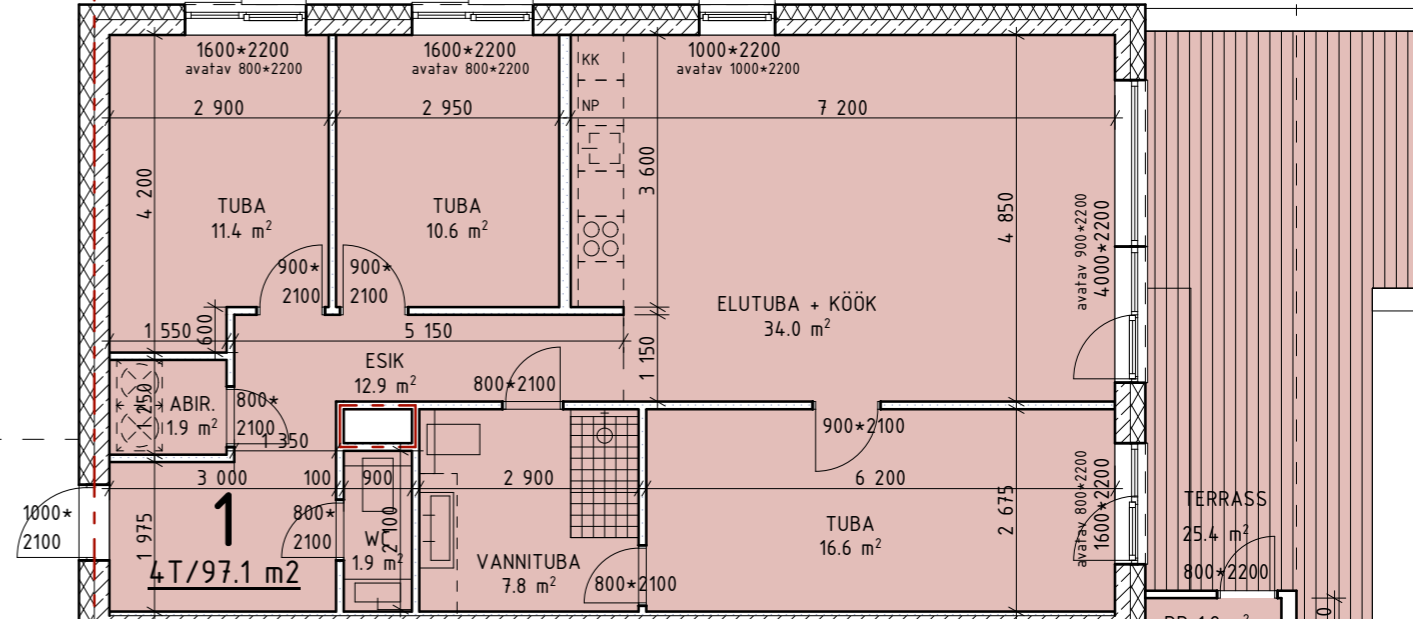 1600*2200
avatav 800*2200
1600*2200
avatav 800*2200
1000*2200
avatav 1000*2200
KK
NP
2 900
2 950
7 200
4 200
3 600
4 850
TUBA
11.4 m²
TUBA
10.6 m²
avatav 900*2200
4000*2200
900*
2100
900*
2100
ELUTUBA + KÖÖK
34.0 m²
1 550
600
5 150
1 150
ESIK
12.9 m²
800*2100
1 250
ABIR.
1.9 m²
800*
2100
1 350
900*2100
3 000
100
900
2 900
6 200
2 675
avatav 800*2200
1600*2200
TERRASS
25.4 m²
800*2200
1000*
2100
1 975
1
4T/97.1 m2
800*
2100
WC
1.9 m²
2 100
VANNITUBA
7.8 m²
800*2100
TUBA
16.6 m²